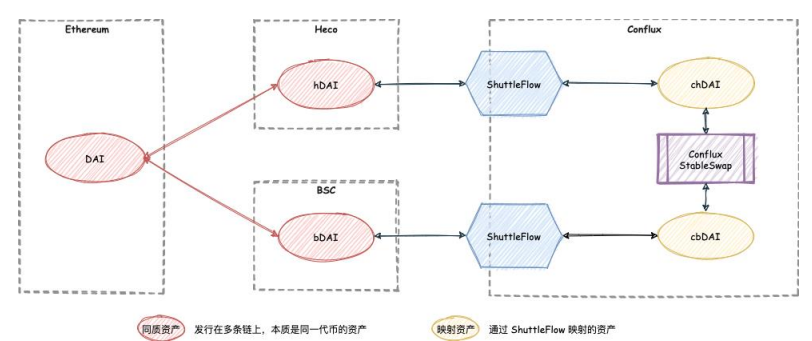 Ethereum
Heco
Conflux
hDAI
ShuttleFlow
chDAI
DAI
Conflux
StableSwap
BSC
bDAI
ShuttleFlow
cbDAI
同质资产
发行在多条链上，本质是同一代币的资产
映射资产
通过 ShuttleFlow 映射的资产